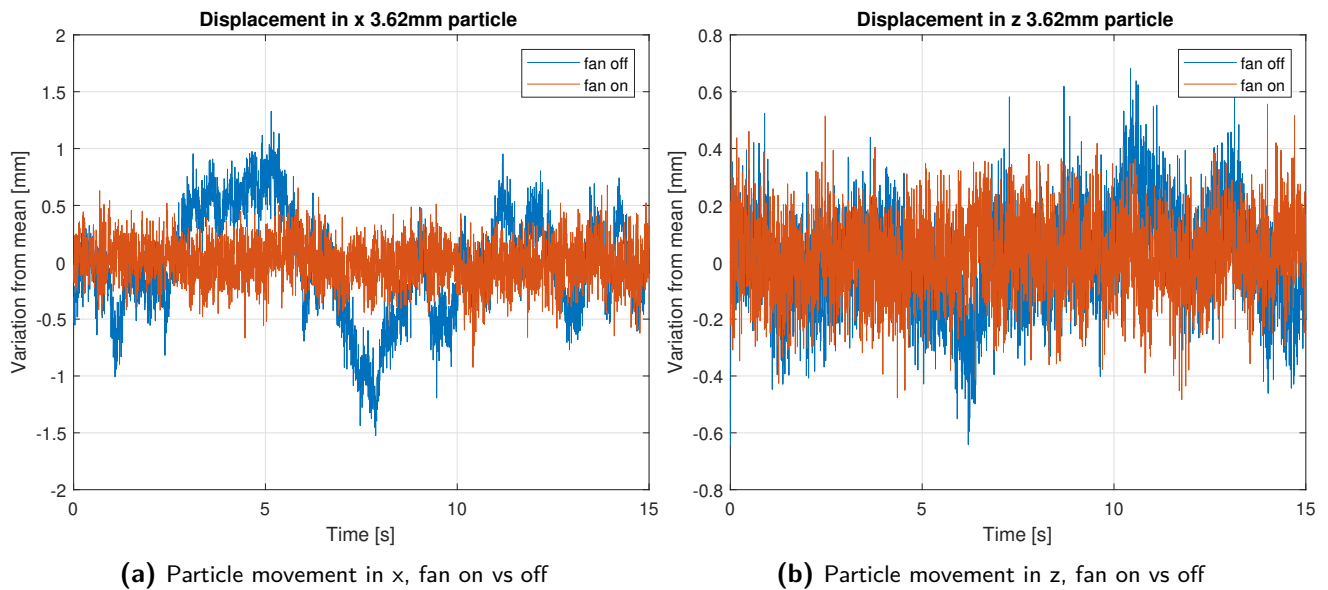 Displacement in x 3.62mm particle
2
1.5
1
0.5
0
-0.5
-1
-1.5
-2
Variation from mean [mm]
fan off
fan on
0
5
10
15
Time [s]
(a) Particle movement in x, fan on vs off
Displacement in z 3.62mm particle
0.8
0.6
0.4
0.2
0
-0.2
-0.4
-0.6
-0.8
Variation from mean [mm]
fan off
fan on
0
5
10
15
Time [s]
(b) Particle movement in z, fan on vs off